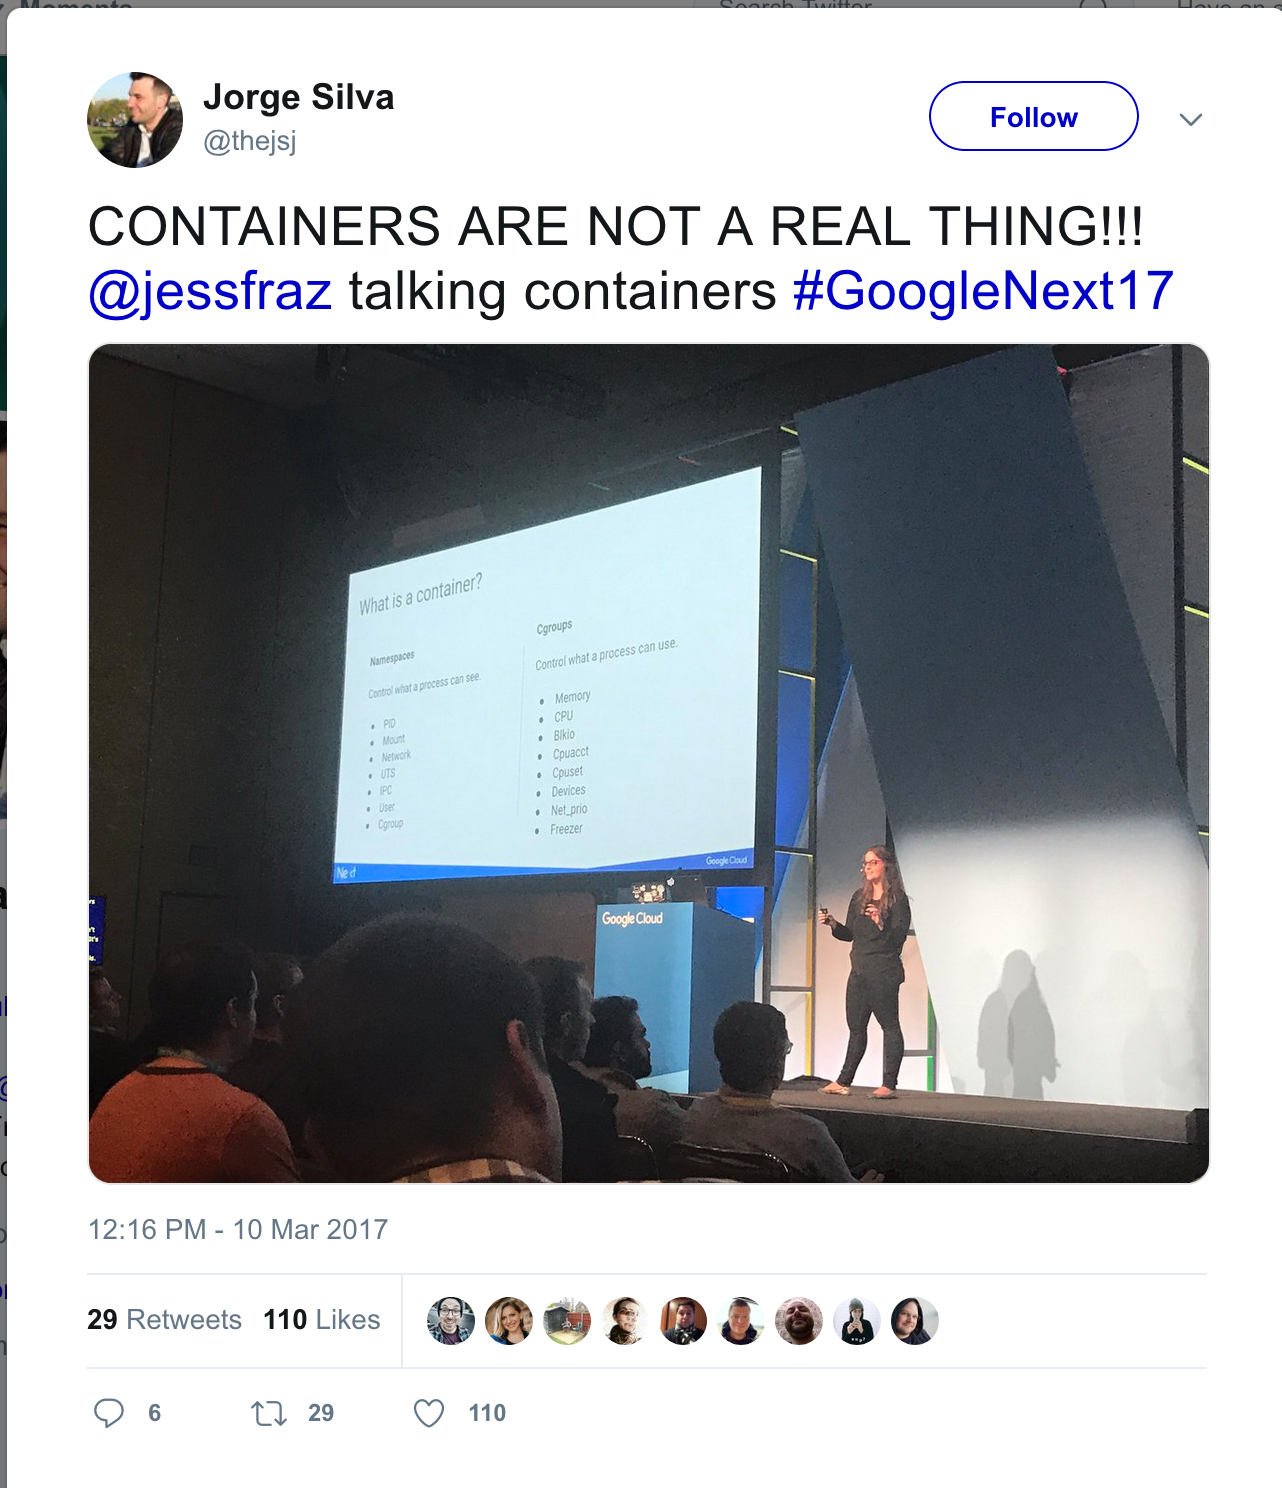 Moments
Search Twitter
Jorge Silva
@thejsj
Follow
CONTAINERS ARE NOT A REAL THING!!!
@jessfraz talking containers #GoogleNext17
What is a container?
Namespaces
Control what a process can see.
• PID
• Mount
• Network
• UTS
• IPC
• User
• Cgroup
Cgroups
Control what a process can use.
• Memory
• CPU
• Blkio
• Cpuacct
• Cpuset
• Devices
• Net_prio
• Freezer
Next
Google Cloud
Google Cloud
12:16 PM - 10 Mar 2017
29 Retweets 110 Likes
6 29 110